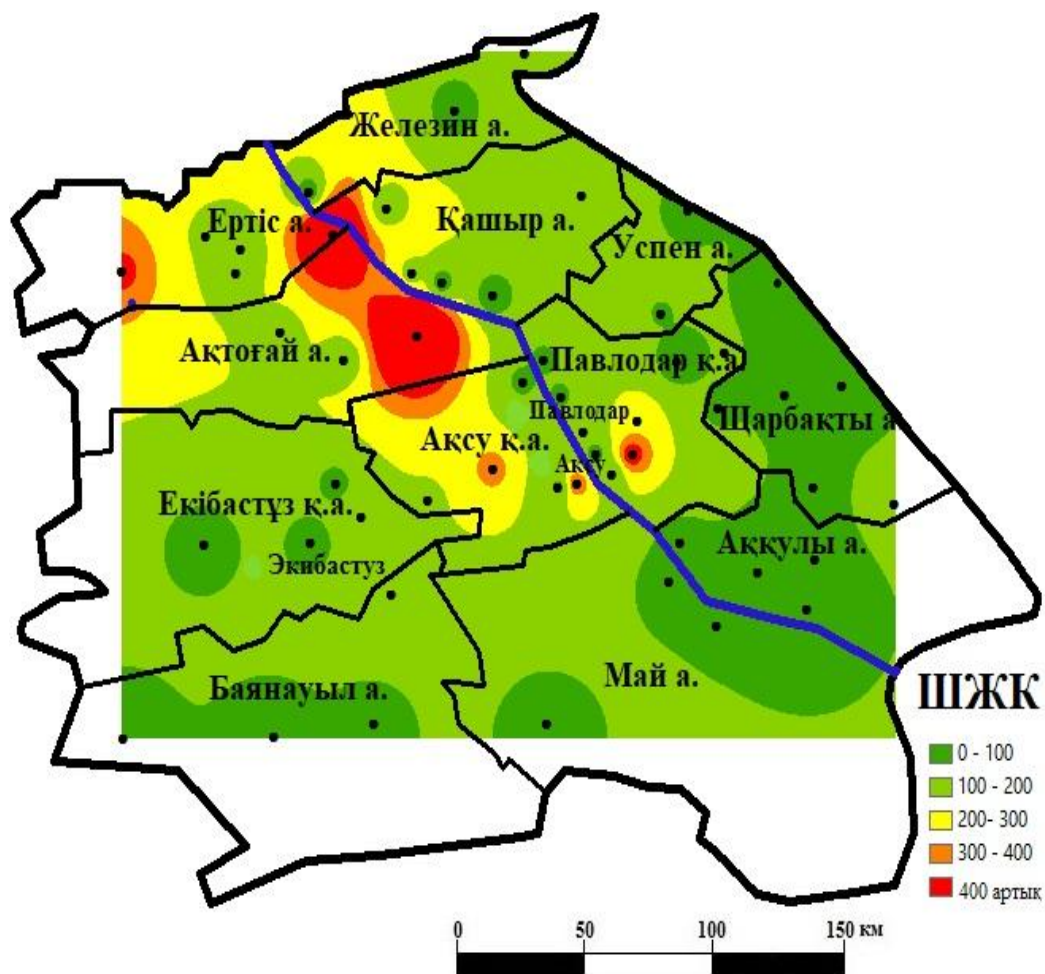 Железин а.
Ертіс а.
Қашыр а.
Успен а.
Ақтоғай а.
Павлодар қ.а.
Павлодар
Щарбақты а
Ақсу қ.а.
Ақсу
Екібастұз қ.а.
Экибастуз
Аққулы а.
Баянауыл а.
Май а.
ШЖК
0 - 100
100 - 200
200- 300
300 - 400
400 артық
0 50 100 150 км